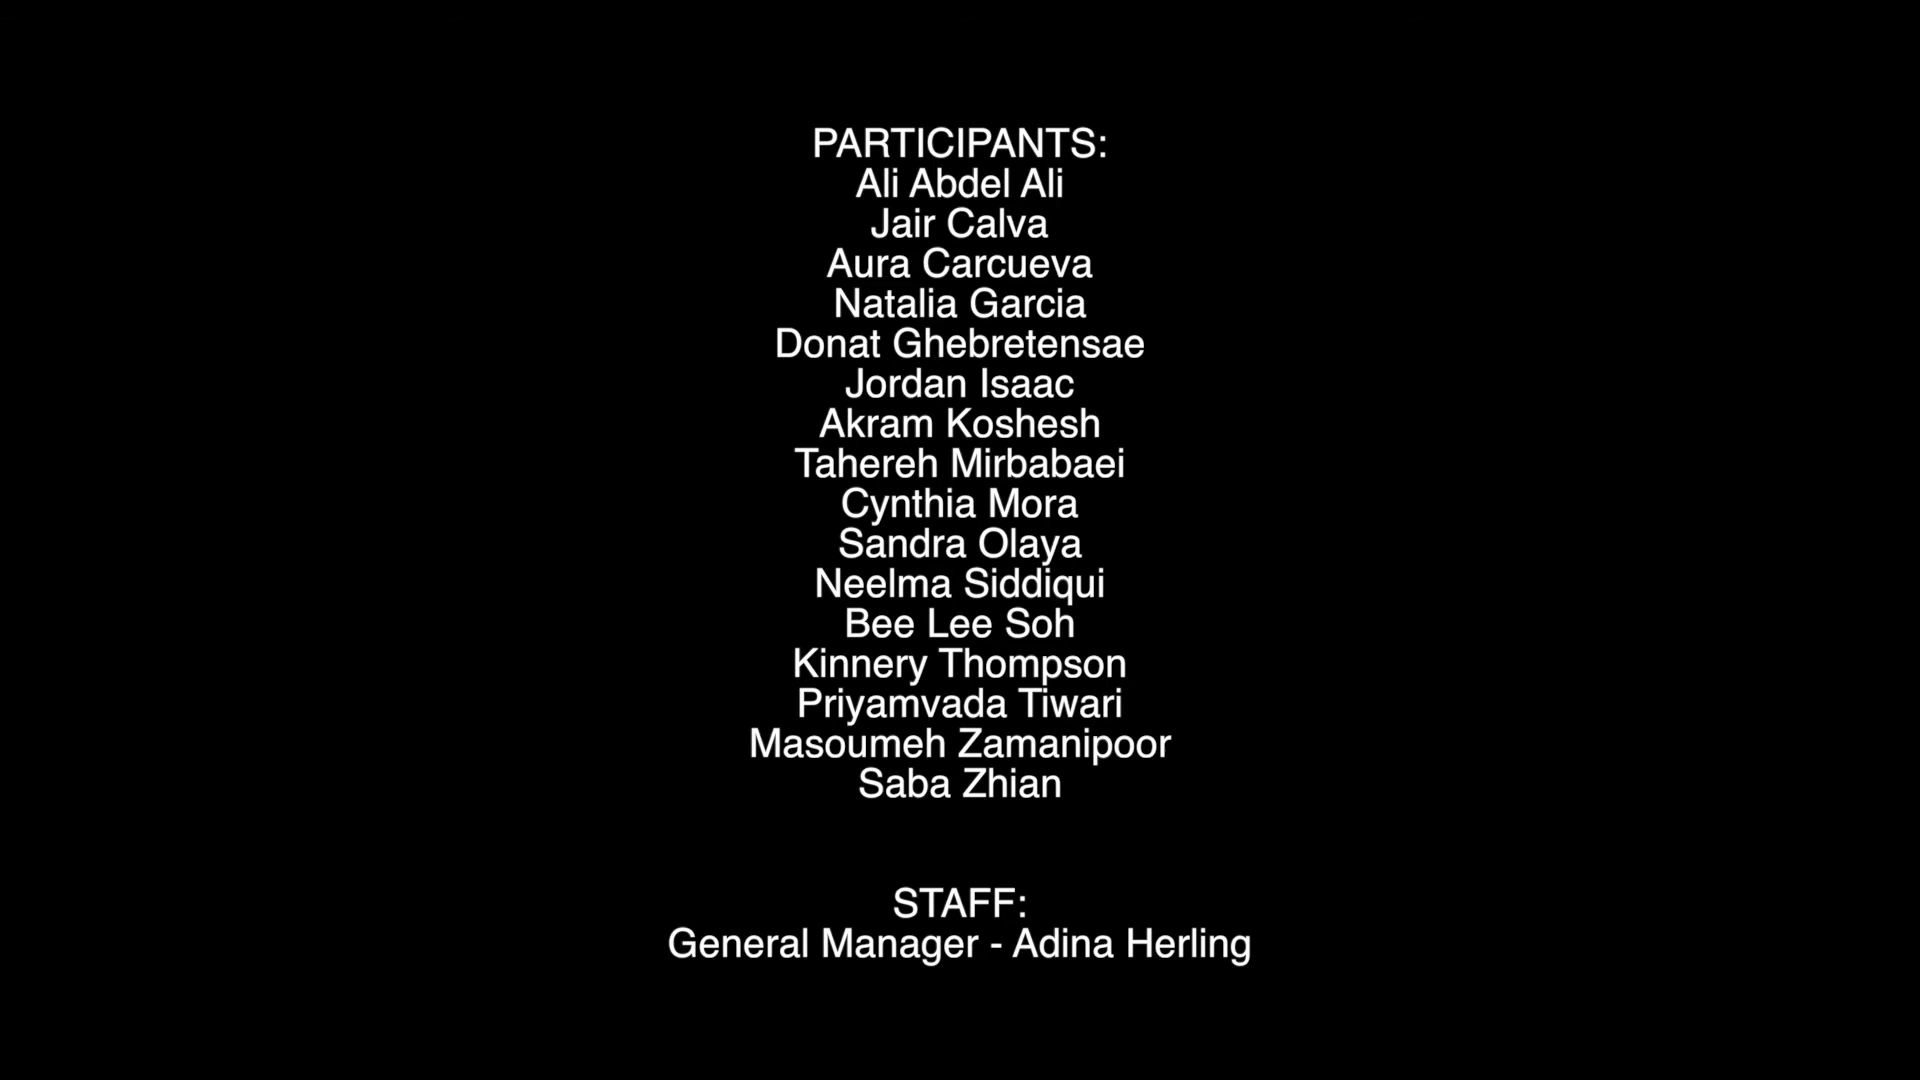 PARTICIPANTS:
Ali Abdel Ali
Jair Calva
Aura Carcueva
Natalia Garcia
Donat Ghebretensae
Jordan Isaac
Akram Koshesh
Tahereh Mirbabaei
Cynthia Mora
Sandra Olaya
Neelma Siddiqui
Bee Lee Soh
Kinnery Thompson
Priyamvada Tiwari
Masoumeh Zamanipoor
Saba Zhian
STAFF:
General Manager - Adina Herling